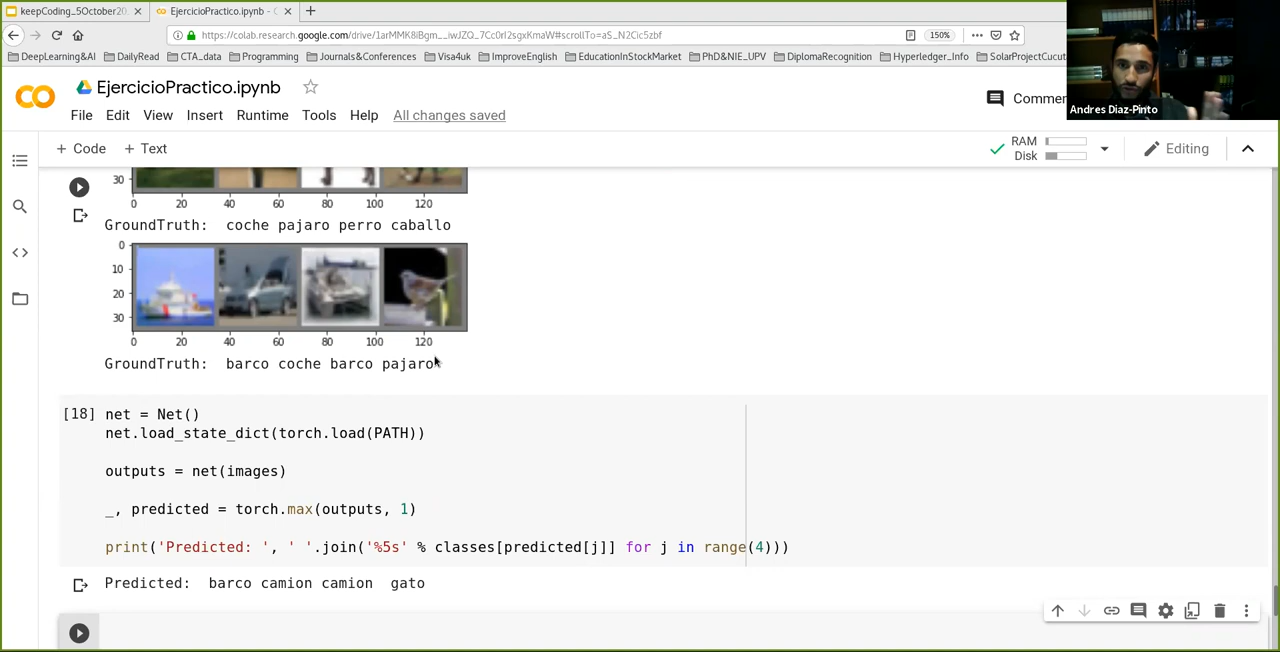 keepCoding_5October20
EjercicioPractico.ipynb - C
https://colab.research.google.com/drive/1arMMK8iBgm__iwJZQ_7Cc0rI2sgxKmaW#scrollTo=aS_N2Cic5zbf
150%
DeepLearning&AI DailyRead CTA_data Programming Journals&Conferences Visa4uk ImproveEnglish EducationInStockMarket PhD&NIE_UPV DiplomaRecognition Hyperledger_Info SolarProjectCucut
EjercicioPractico.ipynb
Commen
Andres Diaz-Pinto
File Edit View Insert Runtime Tools Help All changes saved
+ Code + Text
RAM
Disk
Editing
30
0 20 40 60 80 100 120
GroundTruth: coche pajaro perro caballo
0
10
20
30
0 20 40 60 80 100 120
GroundTruth: barco coche barco pajaro
[18] net = Net()
net.load_state_dict(torch.load(PATH))
outputs = net(images)
_, predicted = torch.max(outputs, 1)
print('Predicted: ', ' '.join('%5s' % classes[predicted[j]] for j in range(4)))
Predicted: barco camion camion gato